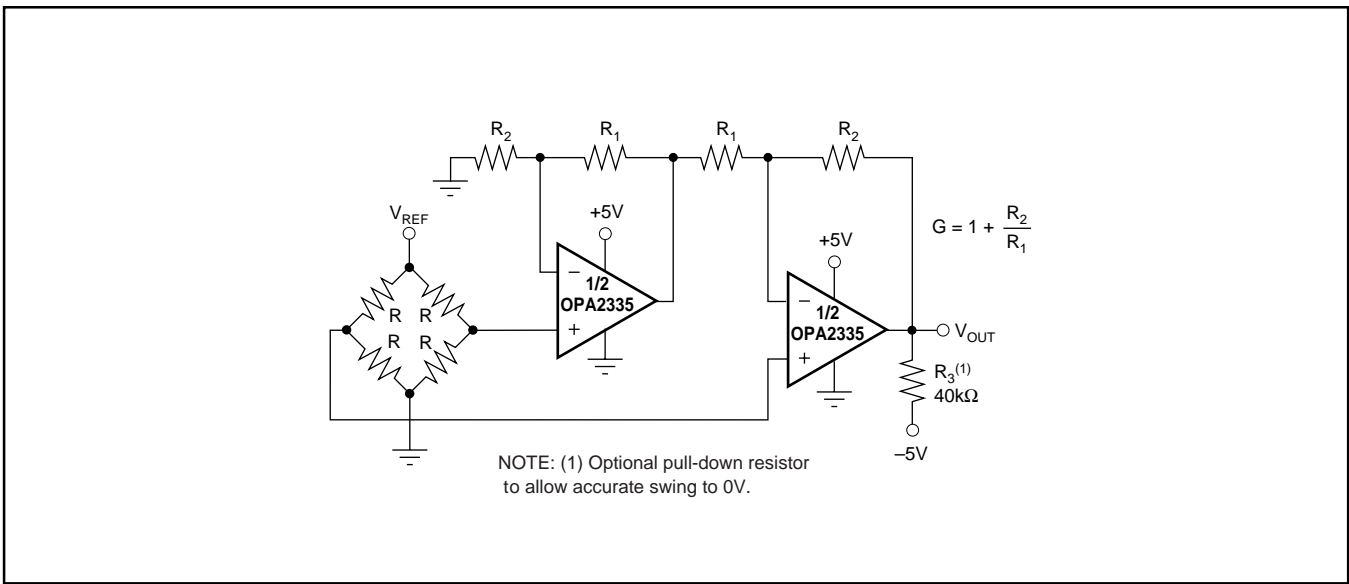 R2
R1
R1
R2
VREF
+5V
+5V
G = 1 + R2
R1
−
1/2
OPA2335
+
−
1/2
OPA2335
+
R R
R R
VOUT
R3(1)
40kΩ
–5V
NOTE: (1) Optional pull-down resistor
to allow accurate swing to 0V.